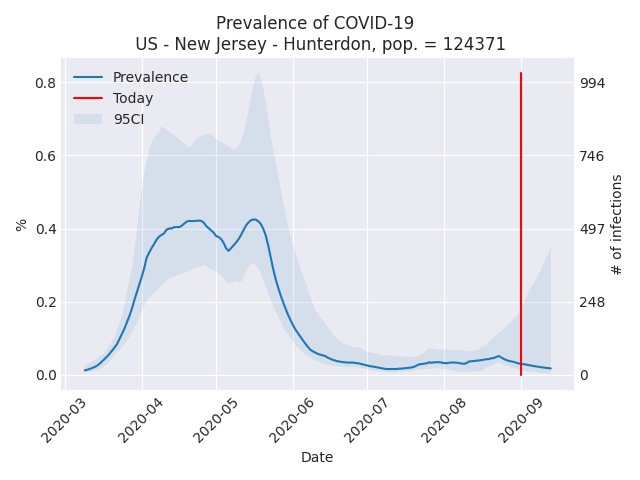 Prevalence of COVID-19
US - New Jersey - Hunterdon, pop. = 124371
Prevalence
Today
95CI
0.8
0.6
0.4
0.2
0.0
%
994
746
497
248
0
# of infections
2020-03
2020-04
2020-05
2020-06
2020-07
2020-08
2020-09
Date